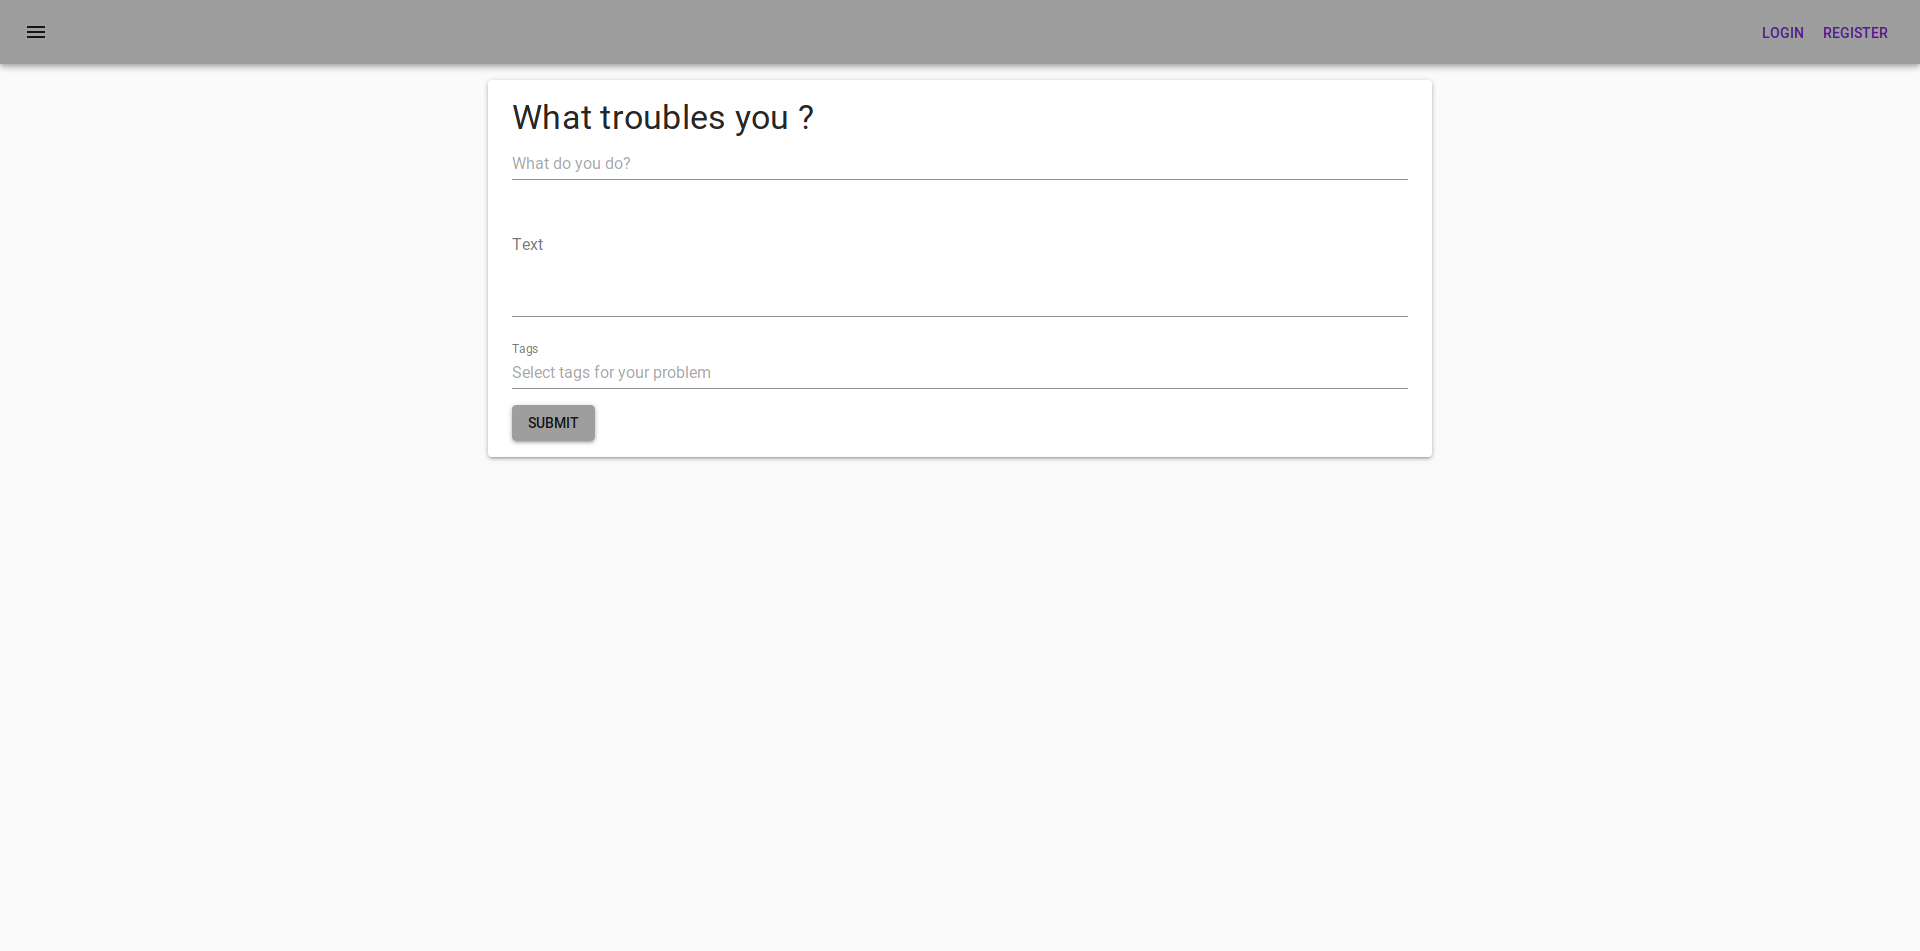 LOGIN REGISTER
What troubles you ?
What do you do?
Text
Tags
Select tags for your problem
SUBMIT